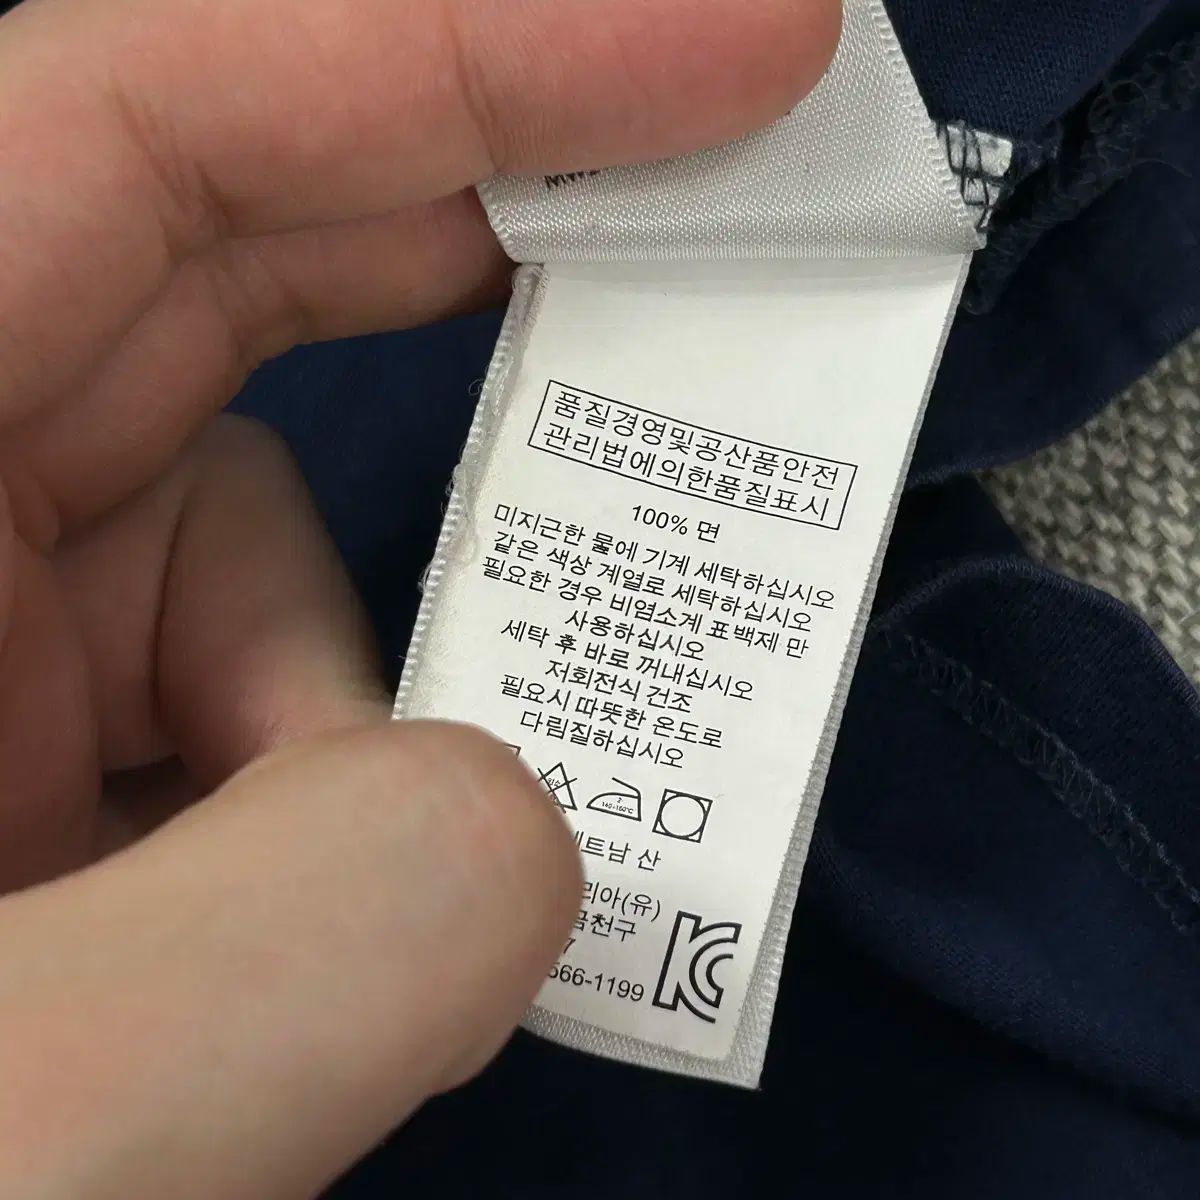 품질경영및공산품안전
관리법에의한품질표시
100% 면
미지근한 물에 기계 세탁하십시오
같은 색상 계열로 세탁하십시오
필요한 경우 비염소계 표백제 만
사용하십시오
세탁 후 바로 꺼내십시오
저회전식 건조
필요시 따뜻한 온도로
다림질하십시오
2
140~160℃
트남 산
리아(유)
금천구
7
566-1199
KC